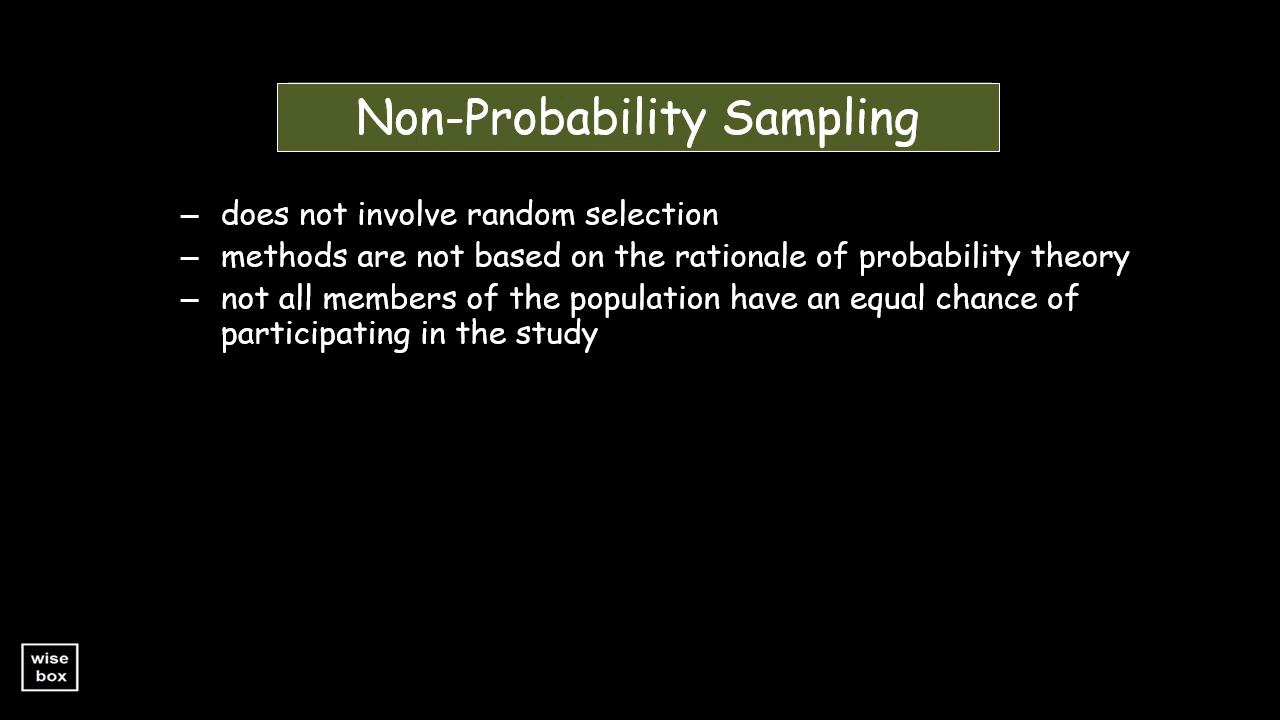 Non-Probability Sampling
– does not involve random selection
– methods are not based on the rationale of probability theory
– not all members of the population have an equal chance of
participating in the study
wise
box